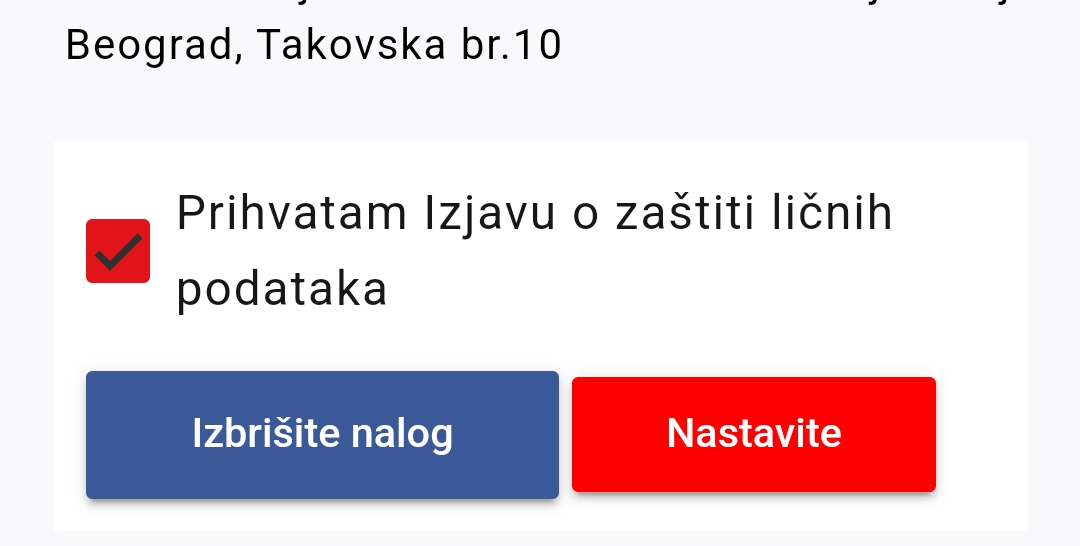 Beograd, Takovska br.10
Prihvatam Izjavu o zaštiti ličnih
podataka
Izbrišite nalog
Nastavite